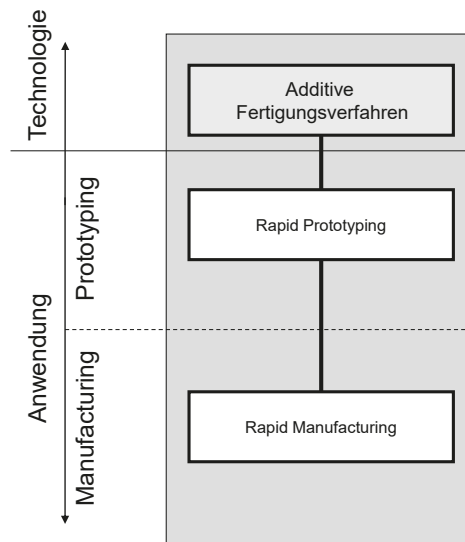 Technologie
Additive
Fertigungsverfahren
Anwendung
Prototyping
Rapid Prototyping
Manufacturing
Rapid Manufacturing